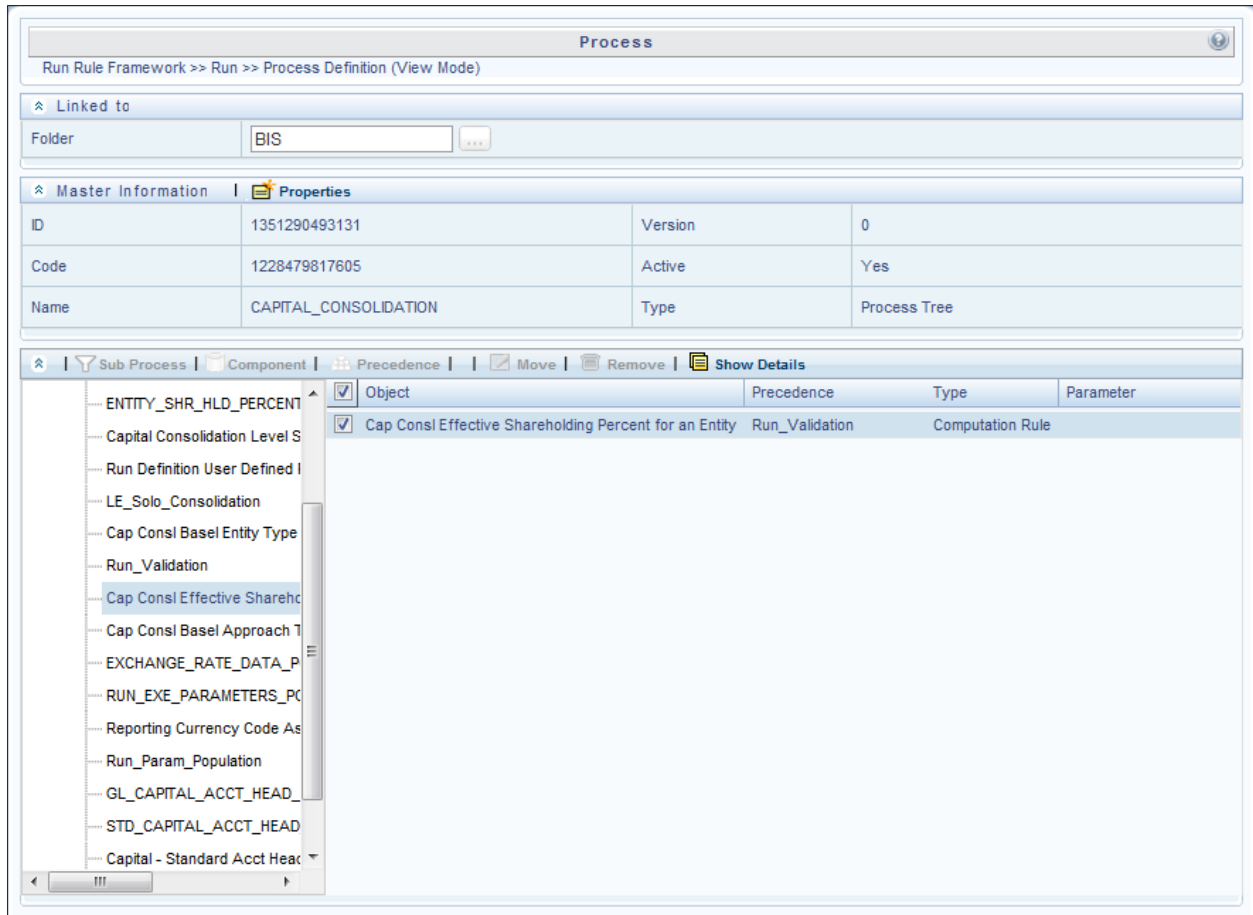 Process
Run Rule Framework >> Run >> Process Definition (View Mode)
Linked to
Folder BIS ...
Master Information | Properties
ID 1351290493131 Version 0
Code 1228479817605 Active Yes
Name CAPITAL_CONSOLIDATION Type Process Tree
| Sub Process | Component | Precedence | | Move | Remove | Show Details
Object Precedence Type Parameter
Cap Consl Effective Shareholding Percent for an Entity Run_Validation Computation Rule
ENTITY_SHR_HLD_PERCENT
Capital Consolidation Level S
Run Definition User Defined
LE_Solo_Consolidation
Cap Consl Basel Entity Type
Run_Validation
Cap Consl Effective Shareho
Cap Consl Basel Approach T
EXCHANGE_RATE_DATA_P
RUN_EXE_PARAMETERS_PO
Reporting Currency Code As
Run_Param_Population
GL_CAPITAL_ACCT_HEAD_
STD_CAPITAL_ACCT_HEAD
Capital - Standard Acct Head